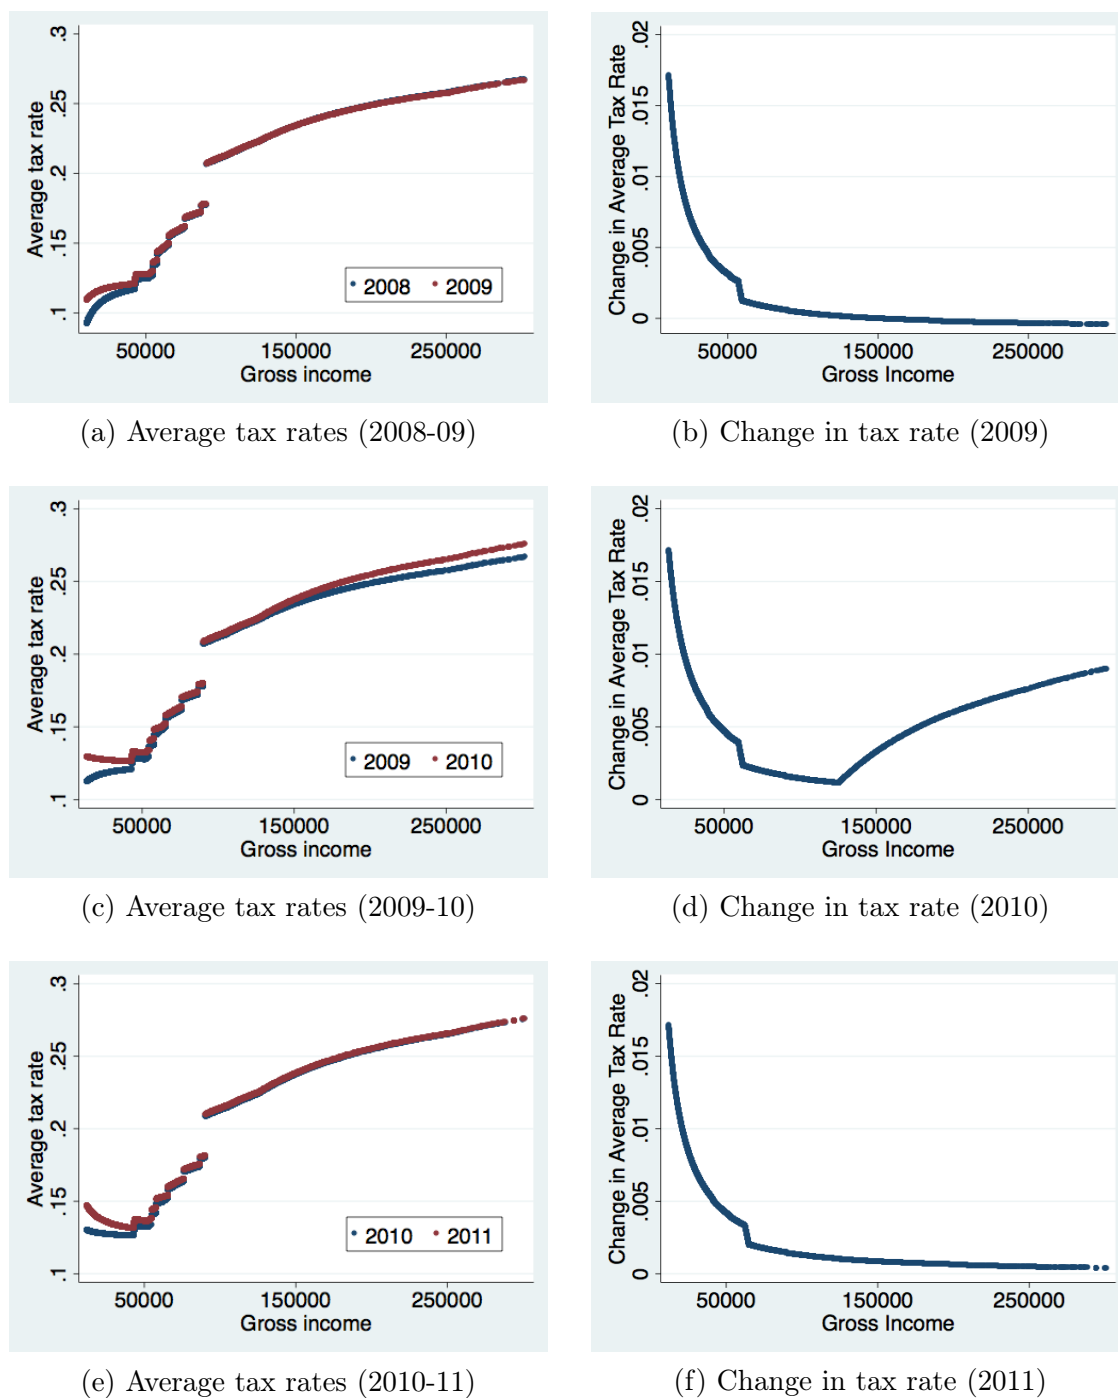 Average tax rate
.3
.25
.2
.15
.1
2008 2009
50000 150000 250000
Gross income
(a) Average tax rates (2008-09)
Change in Average Tax Rate
.02
.015
.01
.005
0
50000 150000 250000
Gross Income
(b) Change in tax rate (2009)
Average tax rate
.3
.25
.2
.15
.1
2009 2010
50000 150000 250000
Gross income
(c) Average tax rates (2009-10)
Change in Average Tax Rate
.02
.015
.01
.005
0
50000 150000 250000
Gross Income
(d) Change in tax rate (2010)
Average tax rate
.3
.25
.2
.15
.1
2010 2011
50000 150000 250000
Gross income
(e) Average tax rates (2010-11)
Change in Average Tax Rate
.02
.015
.01
.005
0
50000 150000 250000
Gross Income
(f) Change in tax rate (2011)